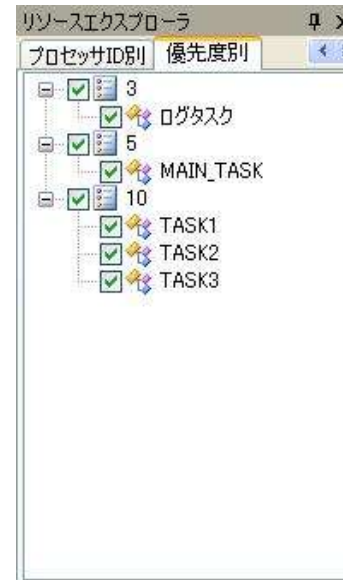 リソースエクスプローラ
プロセッサID別 優先度別
3
ログタスク
5
MAIN_TASK
10
TASK1
TASK2
TASK3